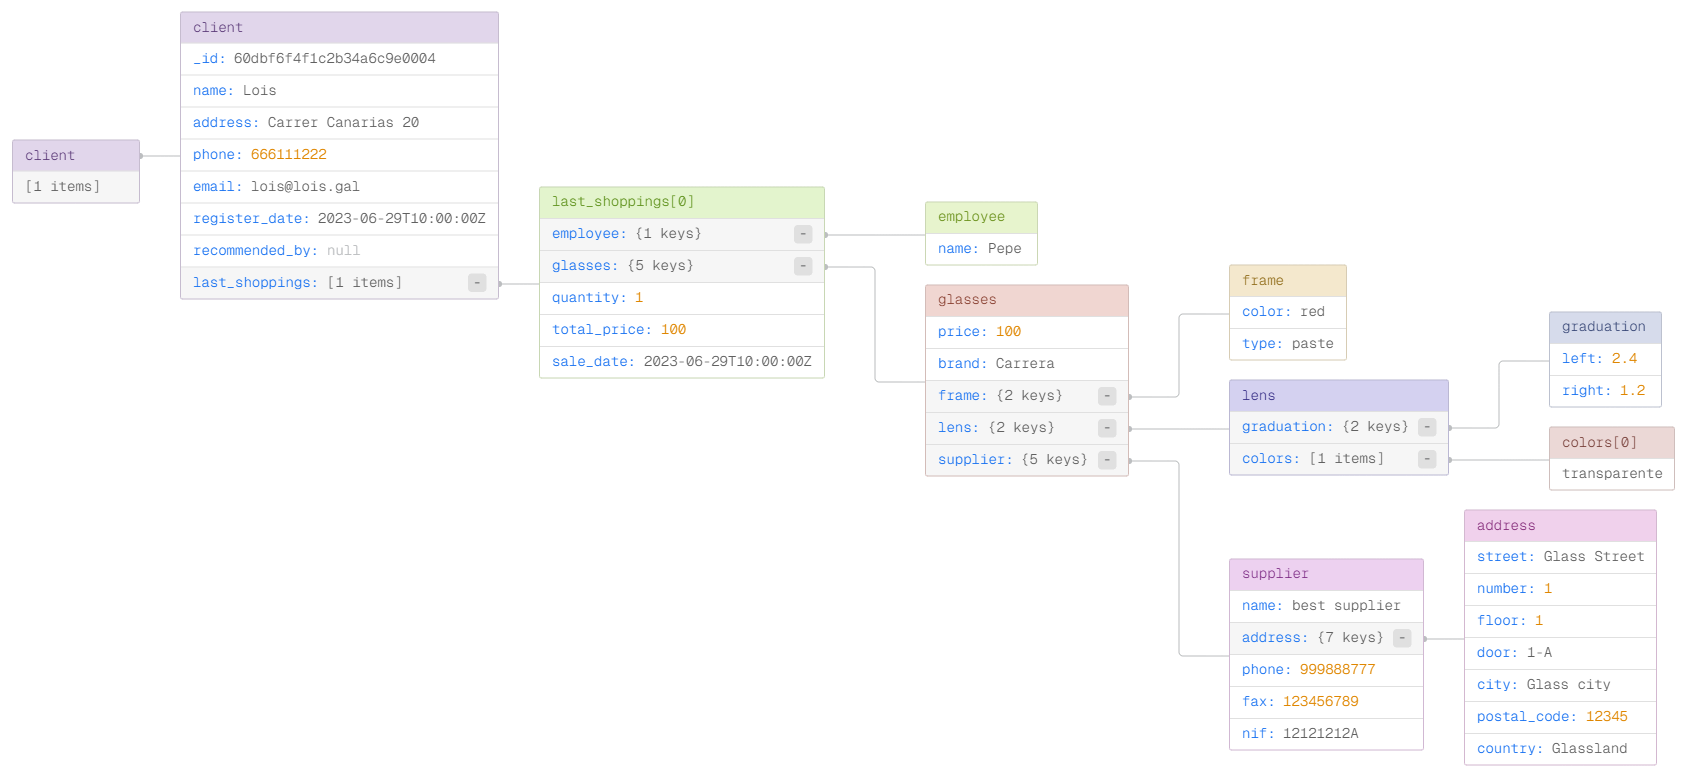 client
[1 items]
client
_id: 60dbf6f4f1c2b34a6c9e0004
name: Lois
address: Carrer Canarias 20
phone: 666111222
email: lois@lois.gal
register_date: 2023-06-29T10:00:00Z
recommended_by: null
last_shoppings: [1 items] -
last_shoppings[0]
employee: {1 keys} -
glasses: {5 keys} -
quantity: 1
total_price: 100
sale_date: 2023-06-29T10:00:00Z
employee
name: Pepe
glasses
price: 100
brand: Carrera
frame: {2 keys} -
lens: {2 keys} -
supplier: {5 keys} -
frame
color: red
type: paste
lens
graduation: {2 keys} -
colors: [1 items] -
graduation
left: 2.4
right: 1.2
colors[0]
transparente
supplier
name: best supplier
address: {7 keys} -
phone: 999888777
fax: 123456789
nif: 12121212A
address
street: Glass Street
number: 1
floor: 1
door: 1-A
city: Glass city
postal_code: 12345
country: Glassland